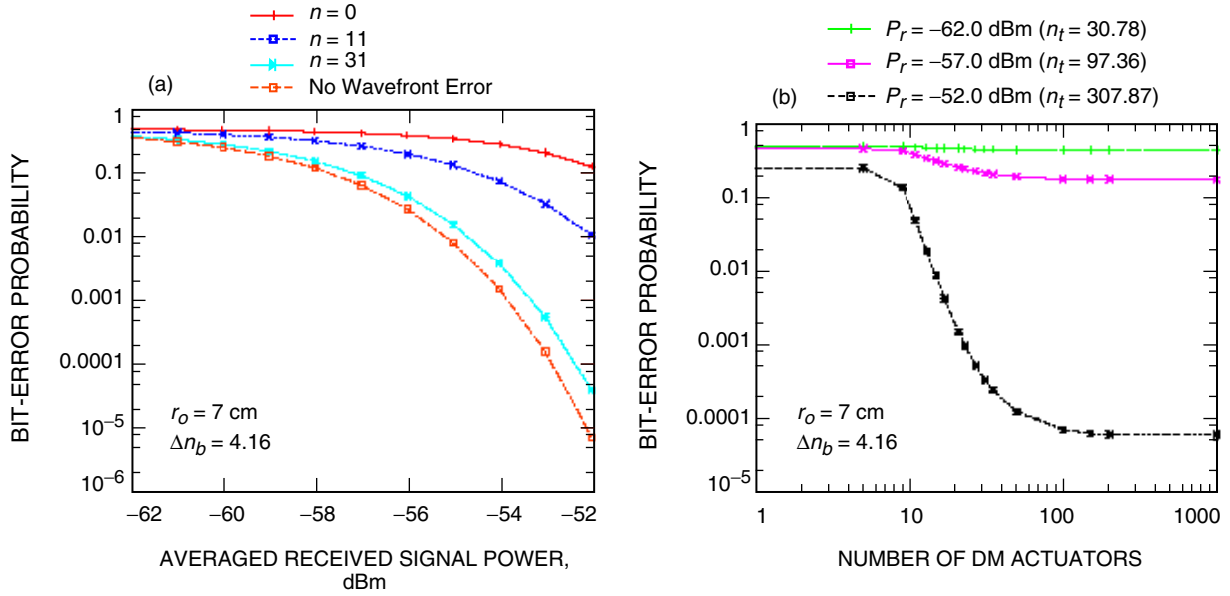 n = 0
n = 11
n = 31
No Wavefront Error
(a)
1
0.1
0.01
0.001
0.0001
10⁻⁵
10⁻⁶
BIT-ERROR PROBABILITY
r₀ = 7 cm
Δn_b = 4.16
−62 −60 −58 −56 −54 −52
AVERAGED RECEIVED SIGNAL POWER,
dBm
P_r = −62.0 dBm (n_t = 30.78)
P_r = −57.0 dBm (n_t = 97.36)
P_r = −52.0 dBm (n_t = 307.87)
(b)
1
0.1
0.01
0.001
0.0001
10⁻⁵
BIT-ERROR PROBABILITY
r₀ = 7 cm
Δn_b = 4.16
1 10 100 1000
NUMBER OF DM ACTUATORS